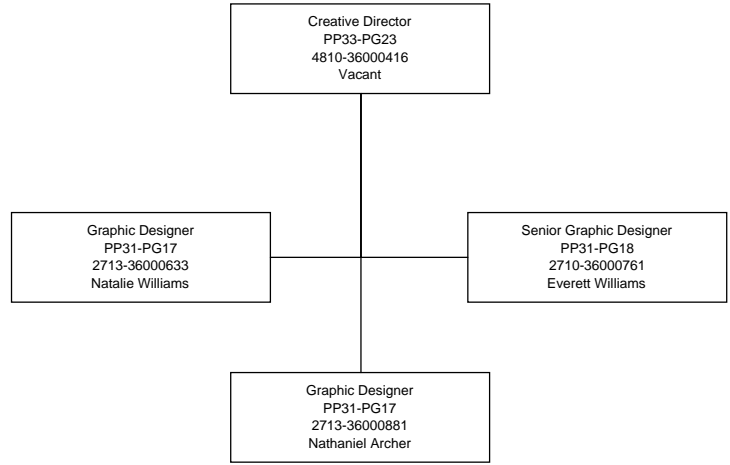 Creative Director
PP33-PG23
4810-36000416
Vacant
Graphic Designer
PP31-PG17
2713-36000633
Natalie Williams
Senior Graphic Designer
PP31-PG18
2710-36000761
Everett Williams
Graphic Designer
PP31-PG17
2713-36000881
Nathaniel Archer